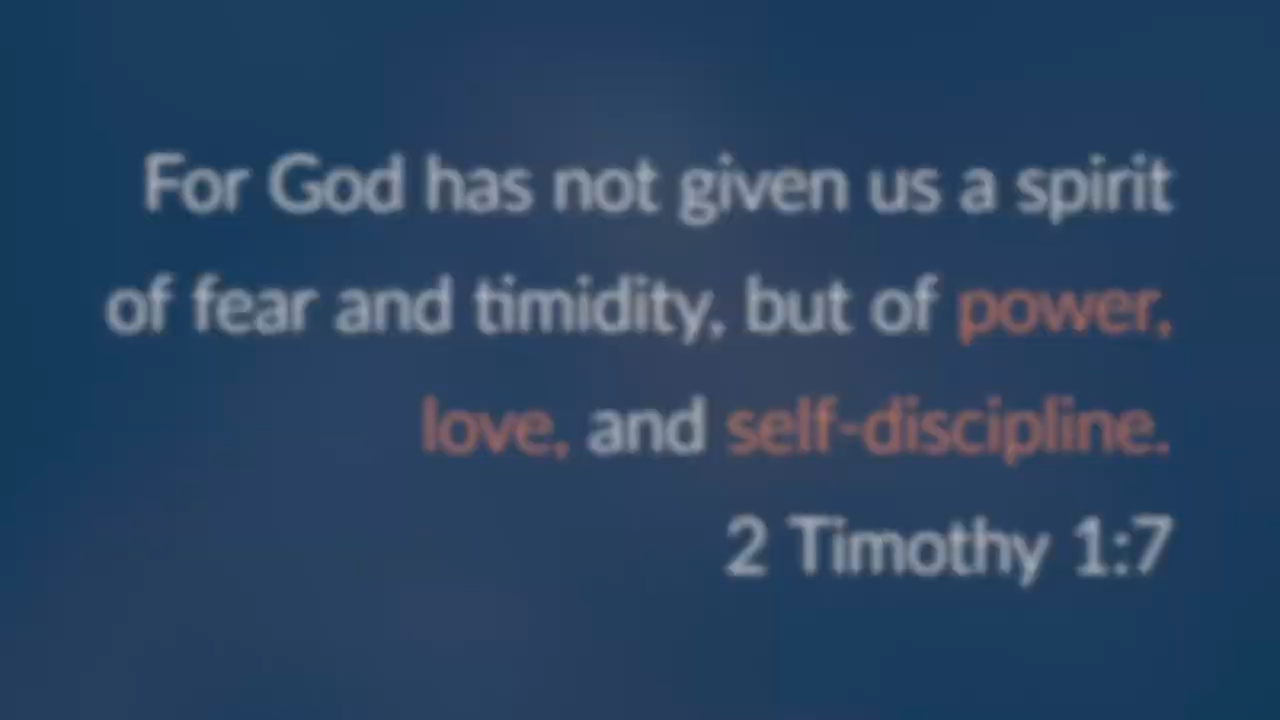 For God has not given us a spirit
of fear and timidity, but of power,
love, and self-discipline.
2 Timothy 1:7